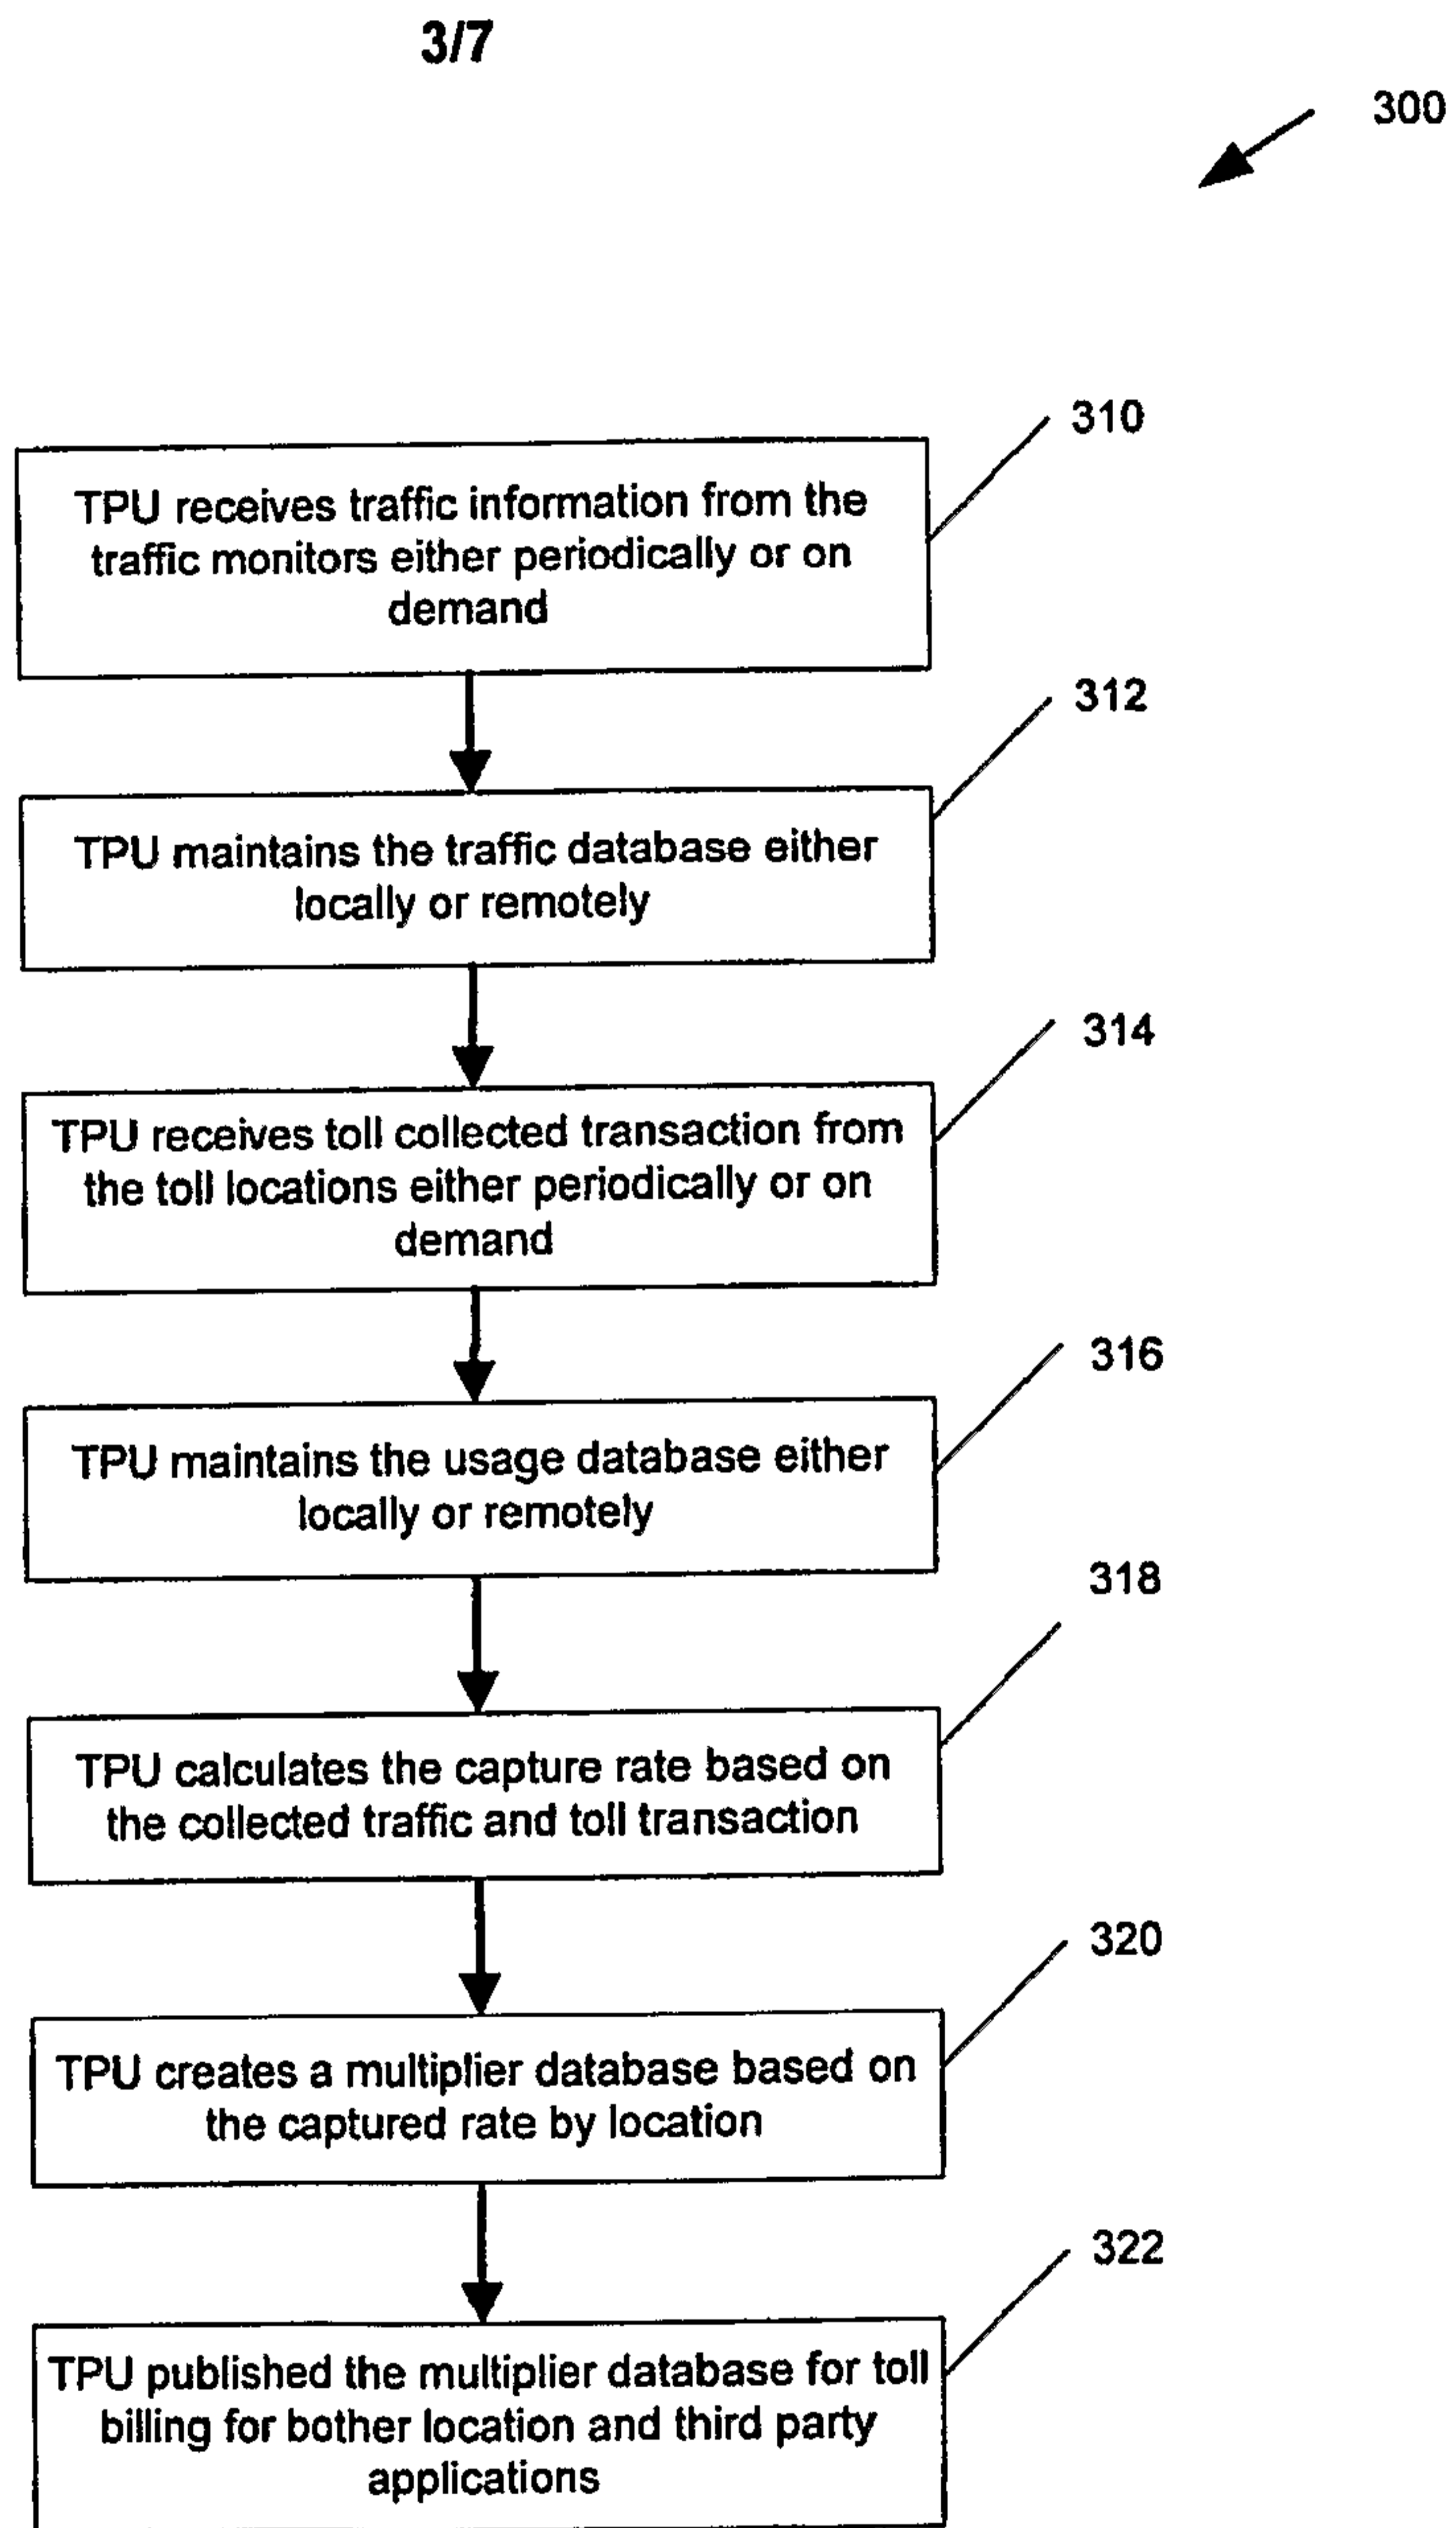 3/7
300
310
TPU receives traffic information from the
traffic monitors either periodically or on
demand
312
TPU maintains the traffic database either
locally or remotely
314
TPU receives toll collected transaction from
the toll locations either periodically or on
demand
316
TPU maintains the usage database either
locally or remotely
318
TPU calculates the capture rate based on
the collected traffic and toll transaction
320
TPU creates a multiplier database based on
the captured rate by location
322
TPU published the multiplier database for toll
billing for bother location and third party
applications